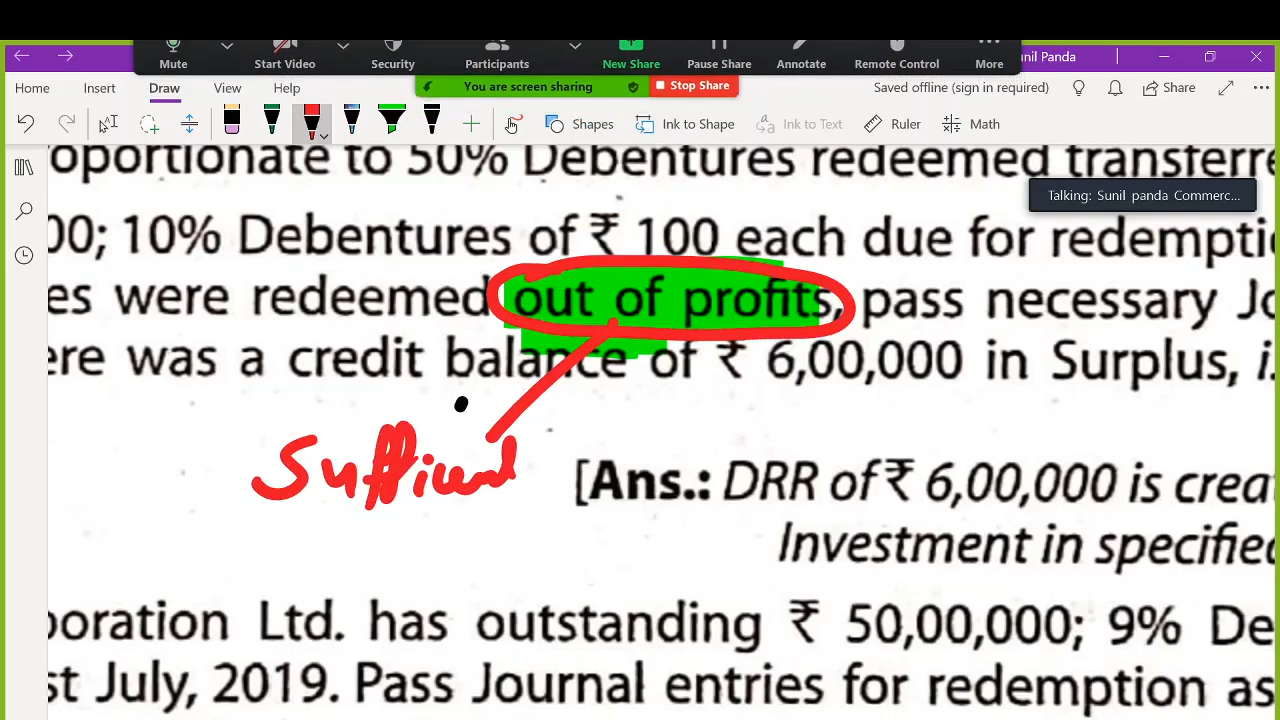 Mute Start Video Security Participants New Share Pause Share Annotate Remote Control More
nil Panda
You are screen sharing Stop Share
Home Insert Draw View Help Saved offline (sign in required) Share
Shapes Ink to Shape Ink to Text Ruler Math
oportionate to 50% Debentures redeemed transferre
Talking: Sunil panda Commerc...
00; 10% Debentures of ₹ 100 each due for redempti
es were redeemed out of profits, pass necessary Jo
ere was a credit balance of ₹ 6,00,000 in Surplus, i.
Sufficient
[Ans.: DRR of ₹ 6,00,000 is crea
Investment in specified
poration Ltd. has outstanding ₹ 50,00,000; 9% De
st July, 2019. Pass Journal entries for redemption as